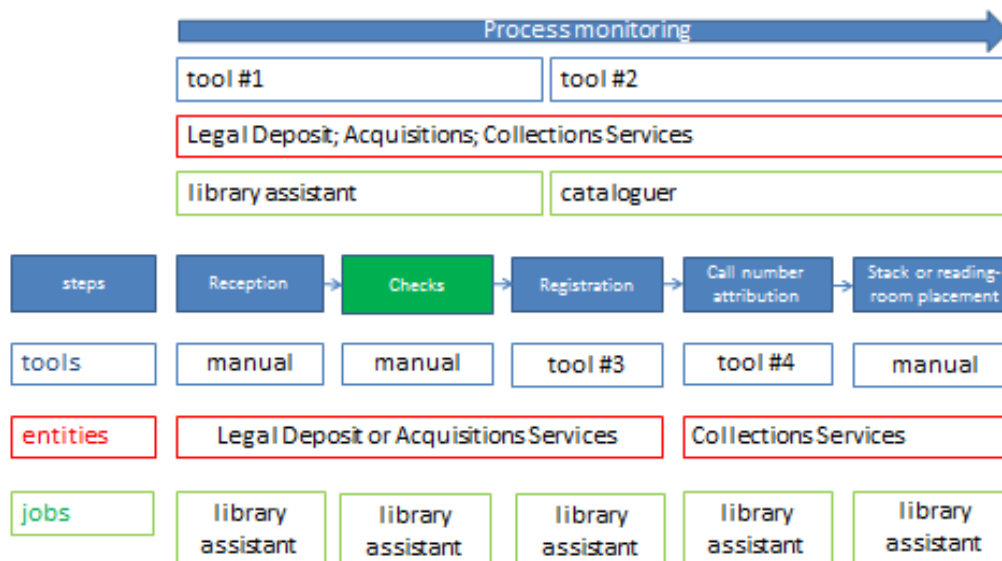 Process monitoring
tool #1
tool #2
Legal Deposit; Acquisitions; Collections Services
library assistant
cataloguer
steps
Reception
Checks
Registration
Call number
attribution
Stack or reading-
room placement
tools
manual
manual
tool #3
tool #4
manual
entities
Legal Deposit or Acquisitions Services
Collections Services
jobs
library
assistant
library
assistant
library
assistant
library
assistant
library
assistant